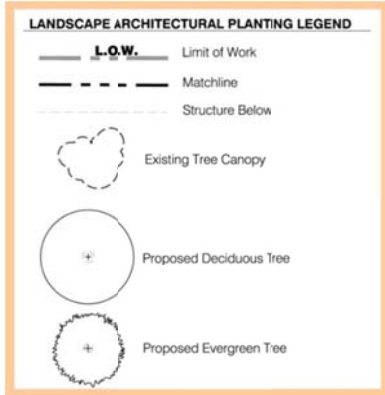 LANDSCAPE ARCHITECTURAL PLANTING LEGEND
L.O.W. Limit of Work
Matchline
Structure Below
Existing Tree Canopy
Proposed Deciduous Tree
Proposed Evergreen Tree